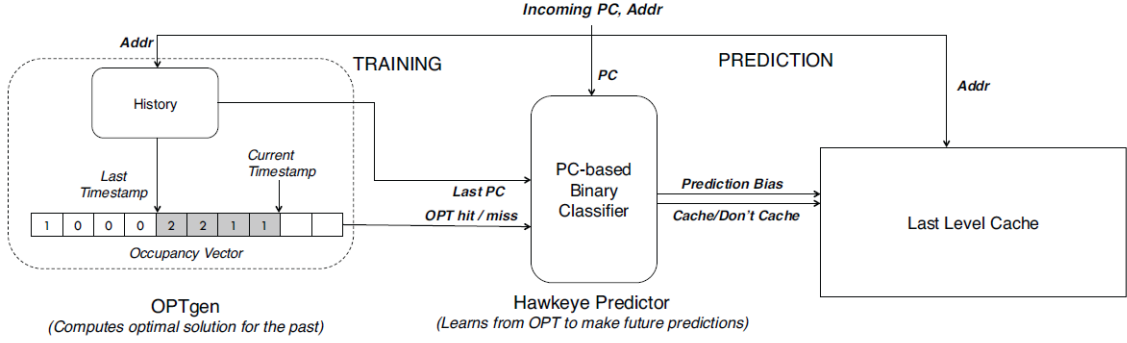 Incoming PC, Addr
Addr
TRAINING
PREDICTION
PC
Addr
History
Last
Timestamp
Current
Timestamp
PC-based
Binary
Classifier
Last PC
OPT hit / miss
Prediction Bias
Cache/Don't Cache
Last Level Cache
1 0 0 0 2 2 1 1
Occupancy Vector
OPTgen
(Computes optimal solution for the past)
Hawkeye Predictor
(Learns from OPT to make future predictions)